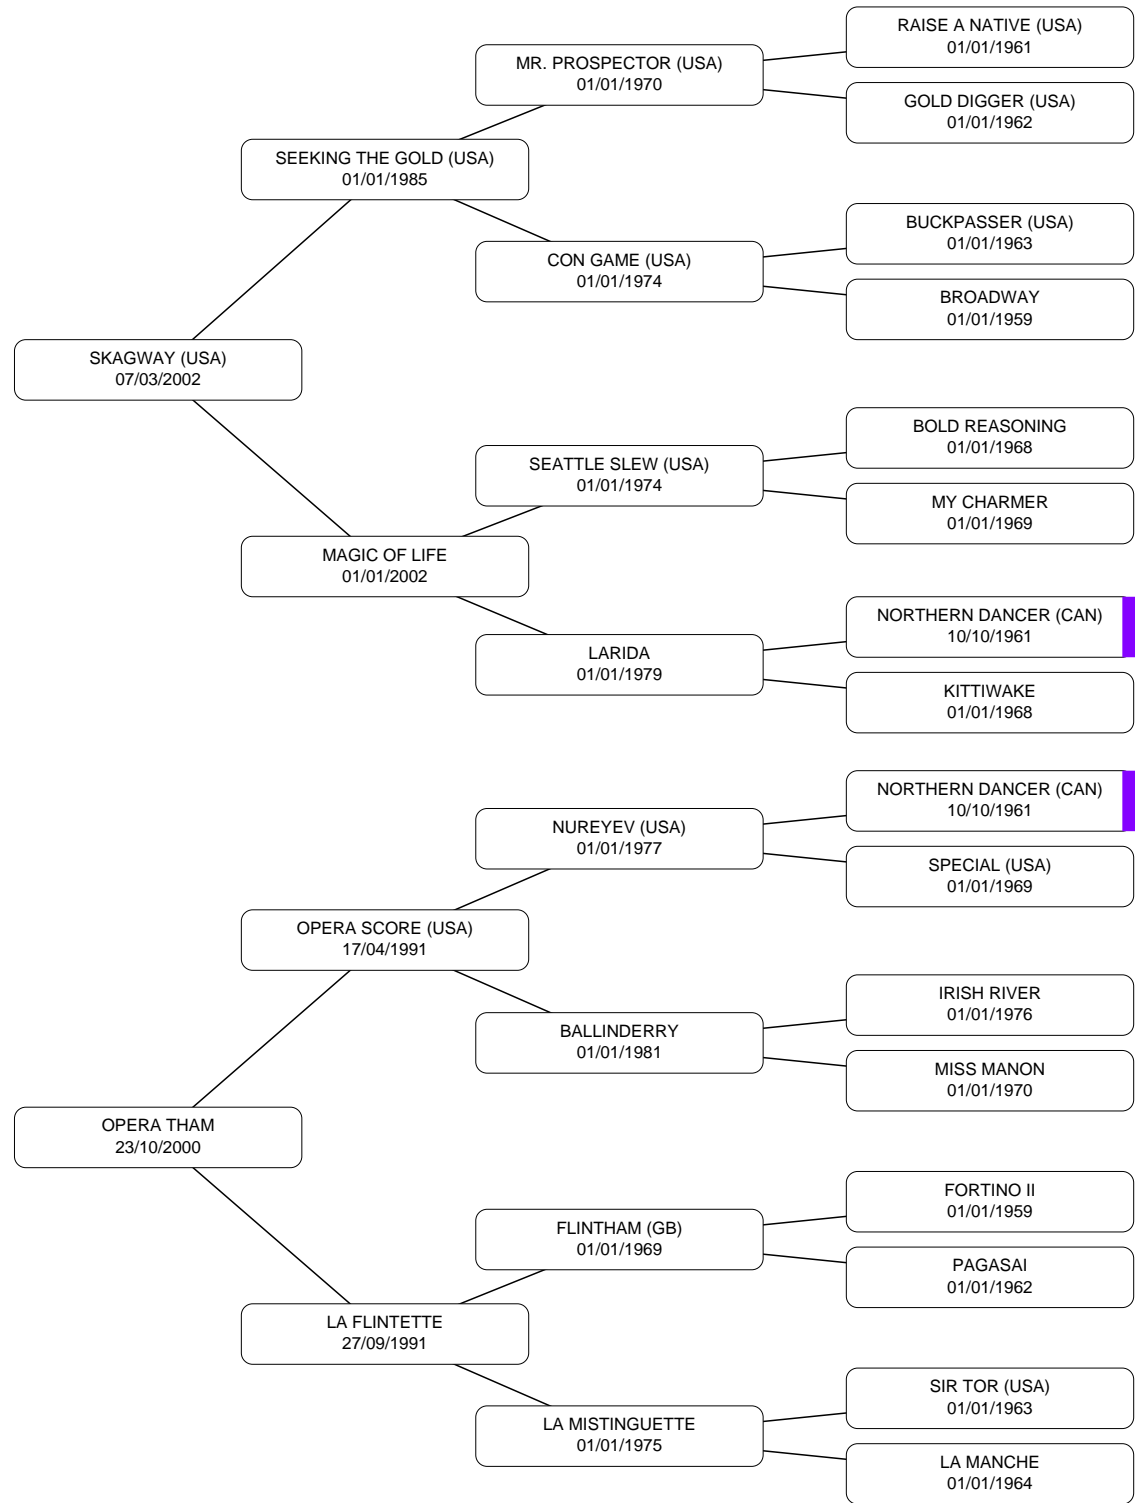 RAISE A NATIVE (USA)
01/01/1961
MR. PROSPECTOR (USA)
01/01/1970
GOLD DIGGER (USA)
01/01/1962
SEEKING THE GOLD (USA)
01/01/1985
BUCKPASSER (USA)
01/01/1963
CON GAME (USA)
01/01/1974
BROADWAY
01/01/1959
SKAGWAY (USA)
07/03/2002
BOLD REASONING
01/01/1968
SEATTLE SLEW (USA)
01/01/1974
MY CHARMER
01/01/1969
MAGIC OF LIFE
01/01/2002
NORTHERN DANCER (CAN)
10/10/1961
LARIDA
01/01/1979
KITTIWAKE
01/01/1968
NORTHERN DANCER (CAN)
10/10/1961
NUREYEV (USA)
01/01/1977
SPECIAL (USA)
01/01/1969
OPERA SCORE (USA)
17/04/1991
IRISH RIVER
01/01/1976
BALLINDERRY
01/01/1981
MISS MANON
01/01/1970
OPERA THAM
23/10/2000
FORTINO II
01/01/1959
FLINTHAM (GB)
01/01/1969
PAGASAI
01/01/1962
LA FLINTETTE
27/09/1991
SIR TOR (USA)
01/01/1963
LA MISTINGUETTE
01/01/1975
LA MANCHE
01/01/1964